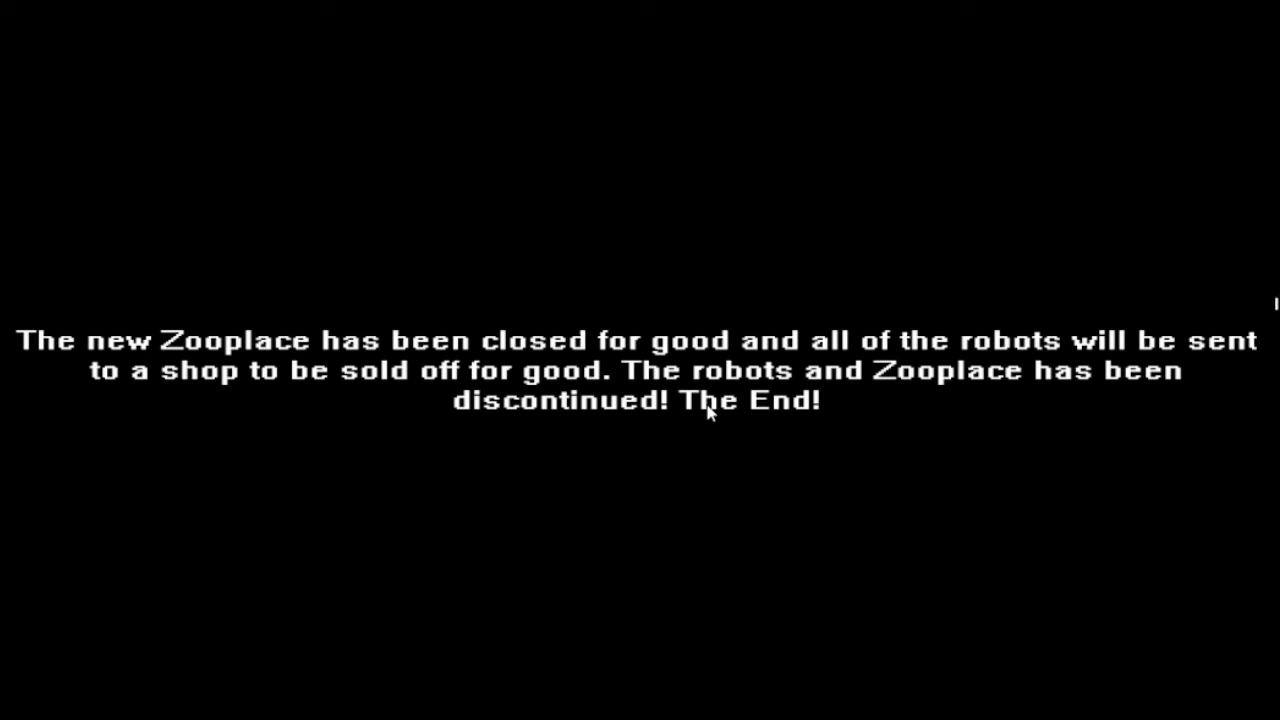 The new Zooplace has been closed for good and all of the robots will be sent
to a shop to be sold off for good. The robots and Zooplace has been
discontinued! The End!